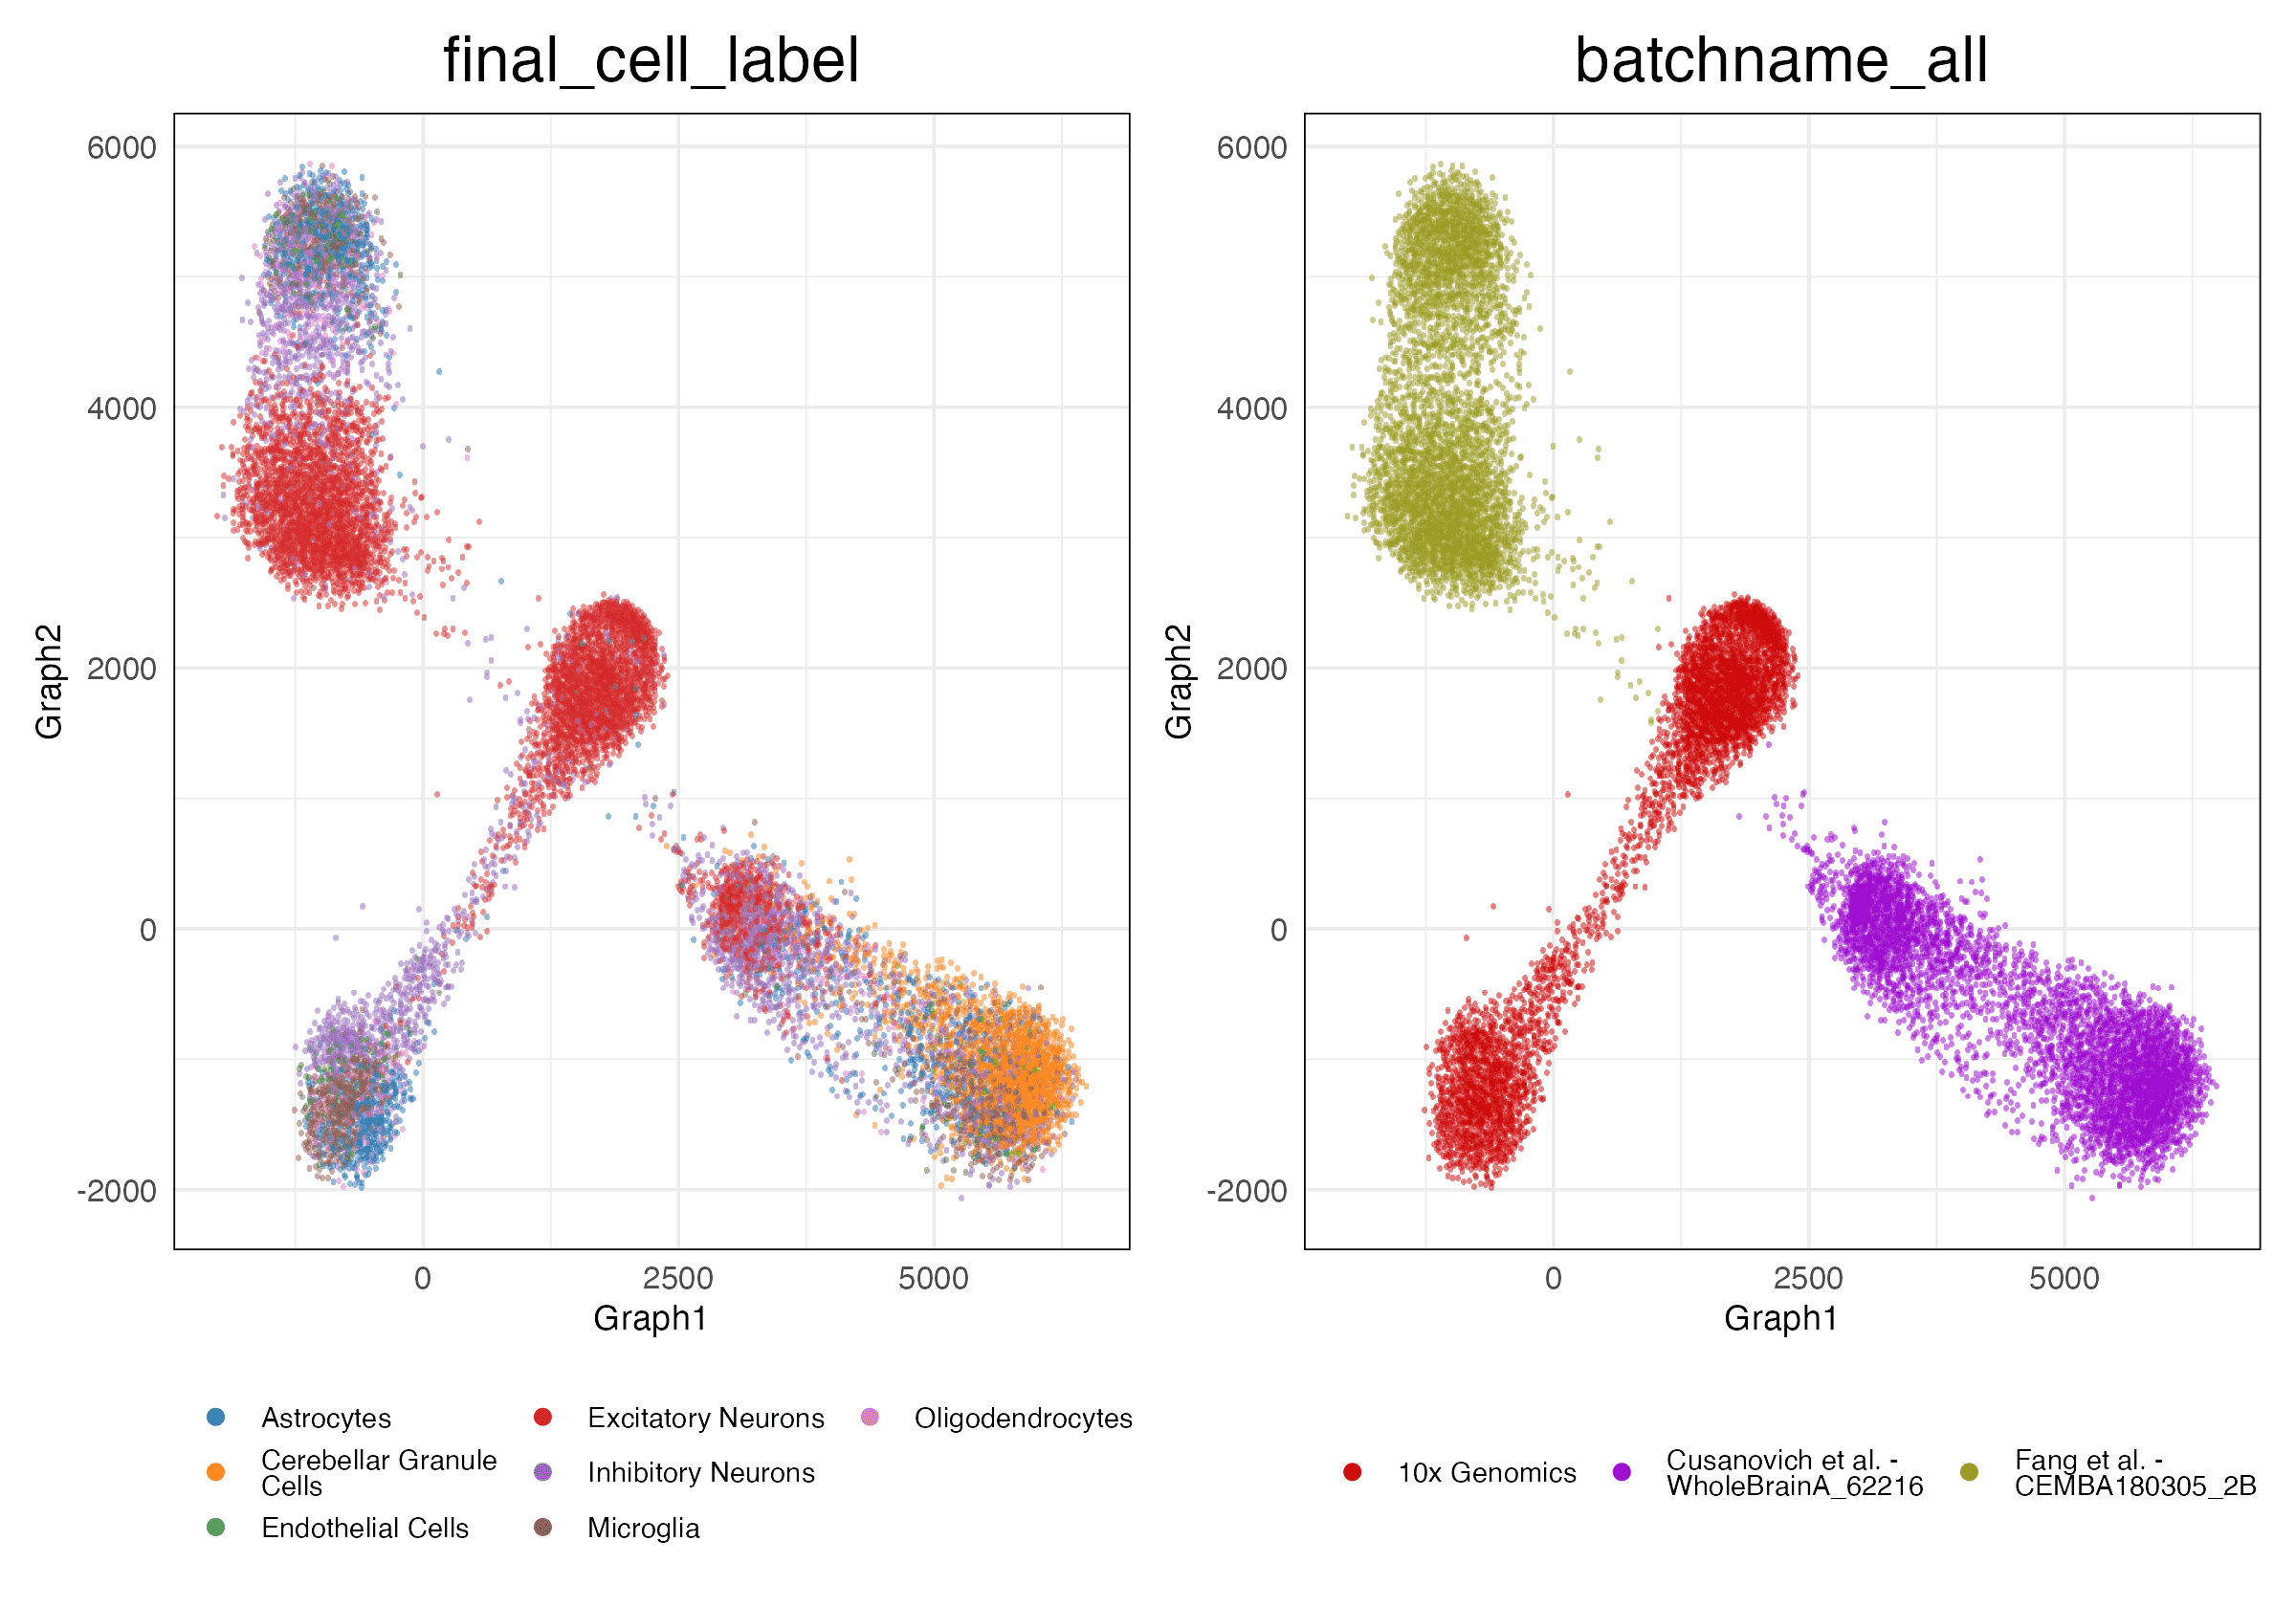 final_cell_label
batchname_all
6000
4000
2000
0
-2000
Graph2
0
2500
5000
Graph1
6000
4000
2000
0
-2000
Graph2
0
2500
5000
Graph1
Astrocytes
Cerebellar Granule
Cells
Endothelial Cells
Excitatory Neurons
Inhibitory Neurons
Microglia
Oligodendrocytes
10x Genomics
Cusanovich et al. -
WholeBrainA_62216
Fang et al. -
CEMBA180305_2B